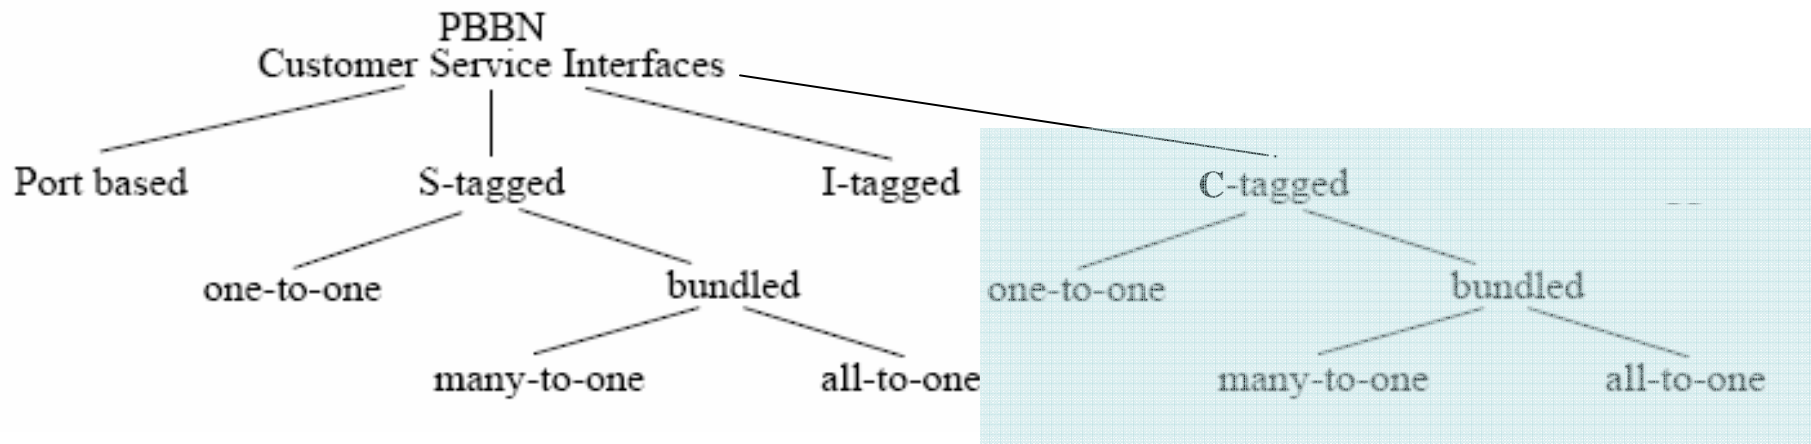 PBBN
Customer Service Interfaces
Port based S-tagged I-tagged C-tagged
one-to-one bundled one-to-one bundled
many-to-one all-to-one many-to-one all-to-one